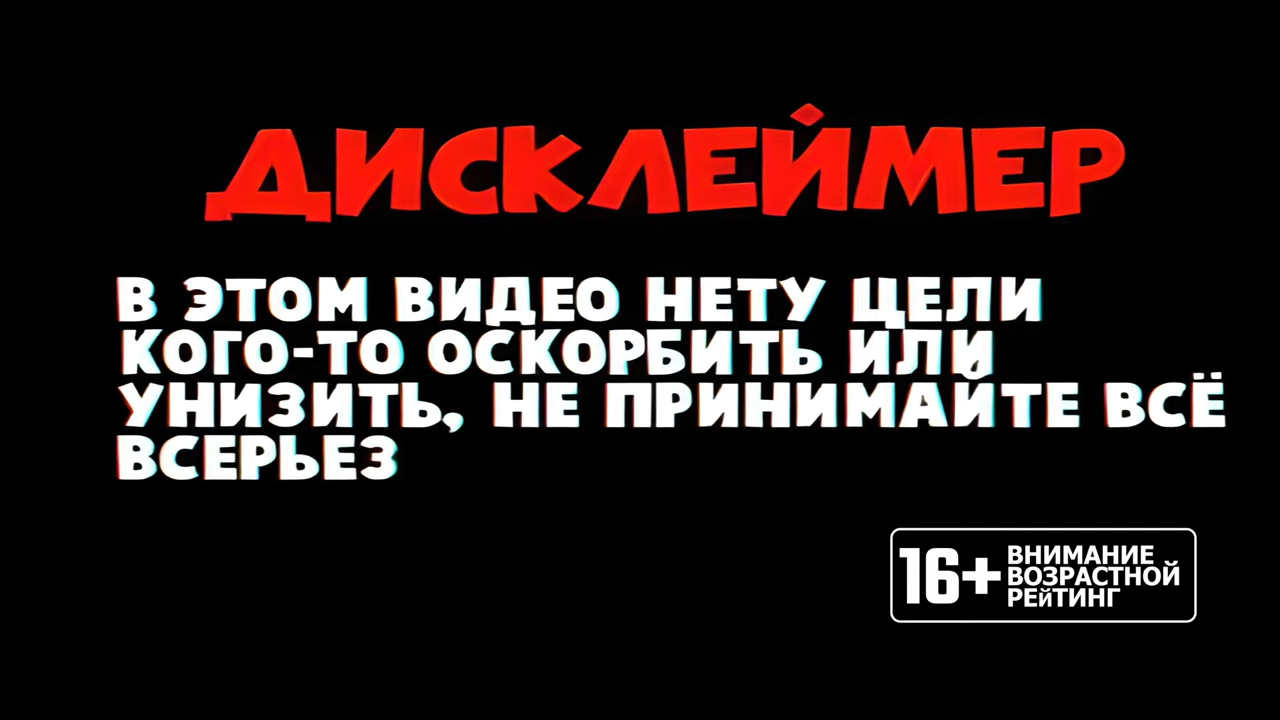 ДИСКЛЕЙМЕР
В ЭТОМ ВИДЕО НЕТУ ЦЕЛИ
КОГО-ТО ОСКОРБИТЬ ИЛИ
УНИЗИТЬ, НЕ ПРИНИМАЙТЕ ВСЁ
ВСЕРЬЕЗ
16+ ВНИМАНИЕ
ВОЗРАСТНОЙ
РЕйТИНГ